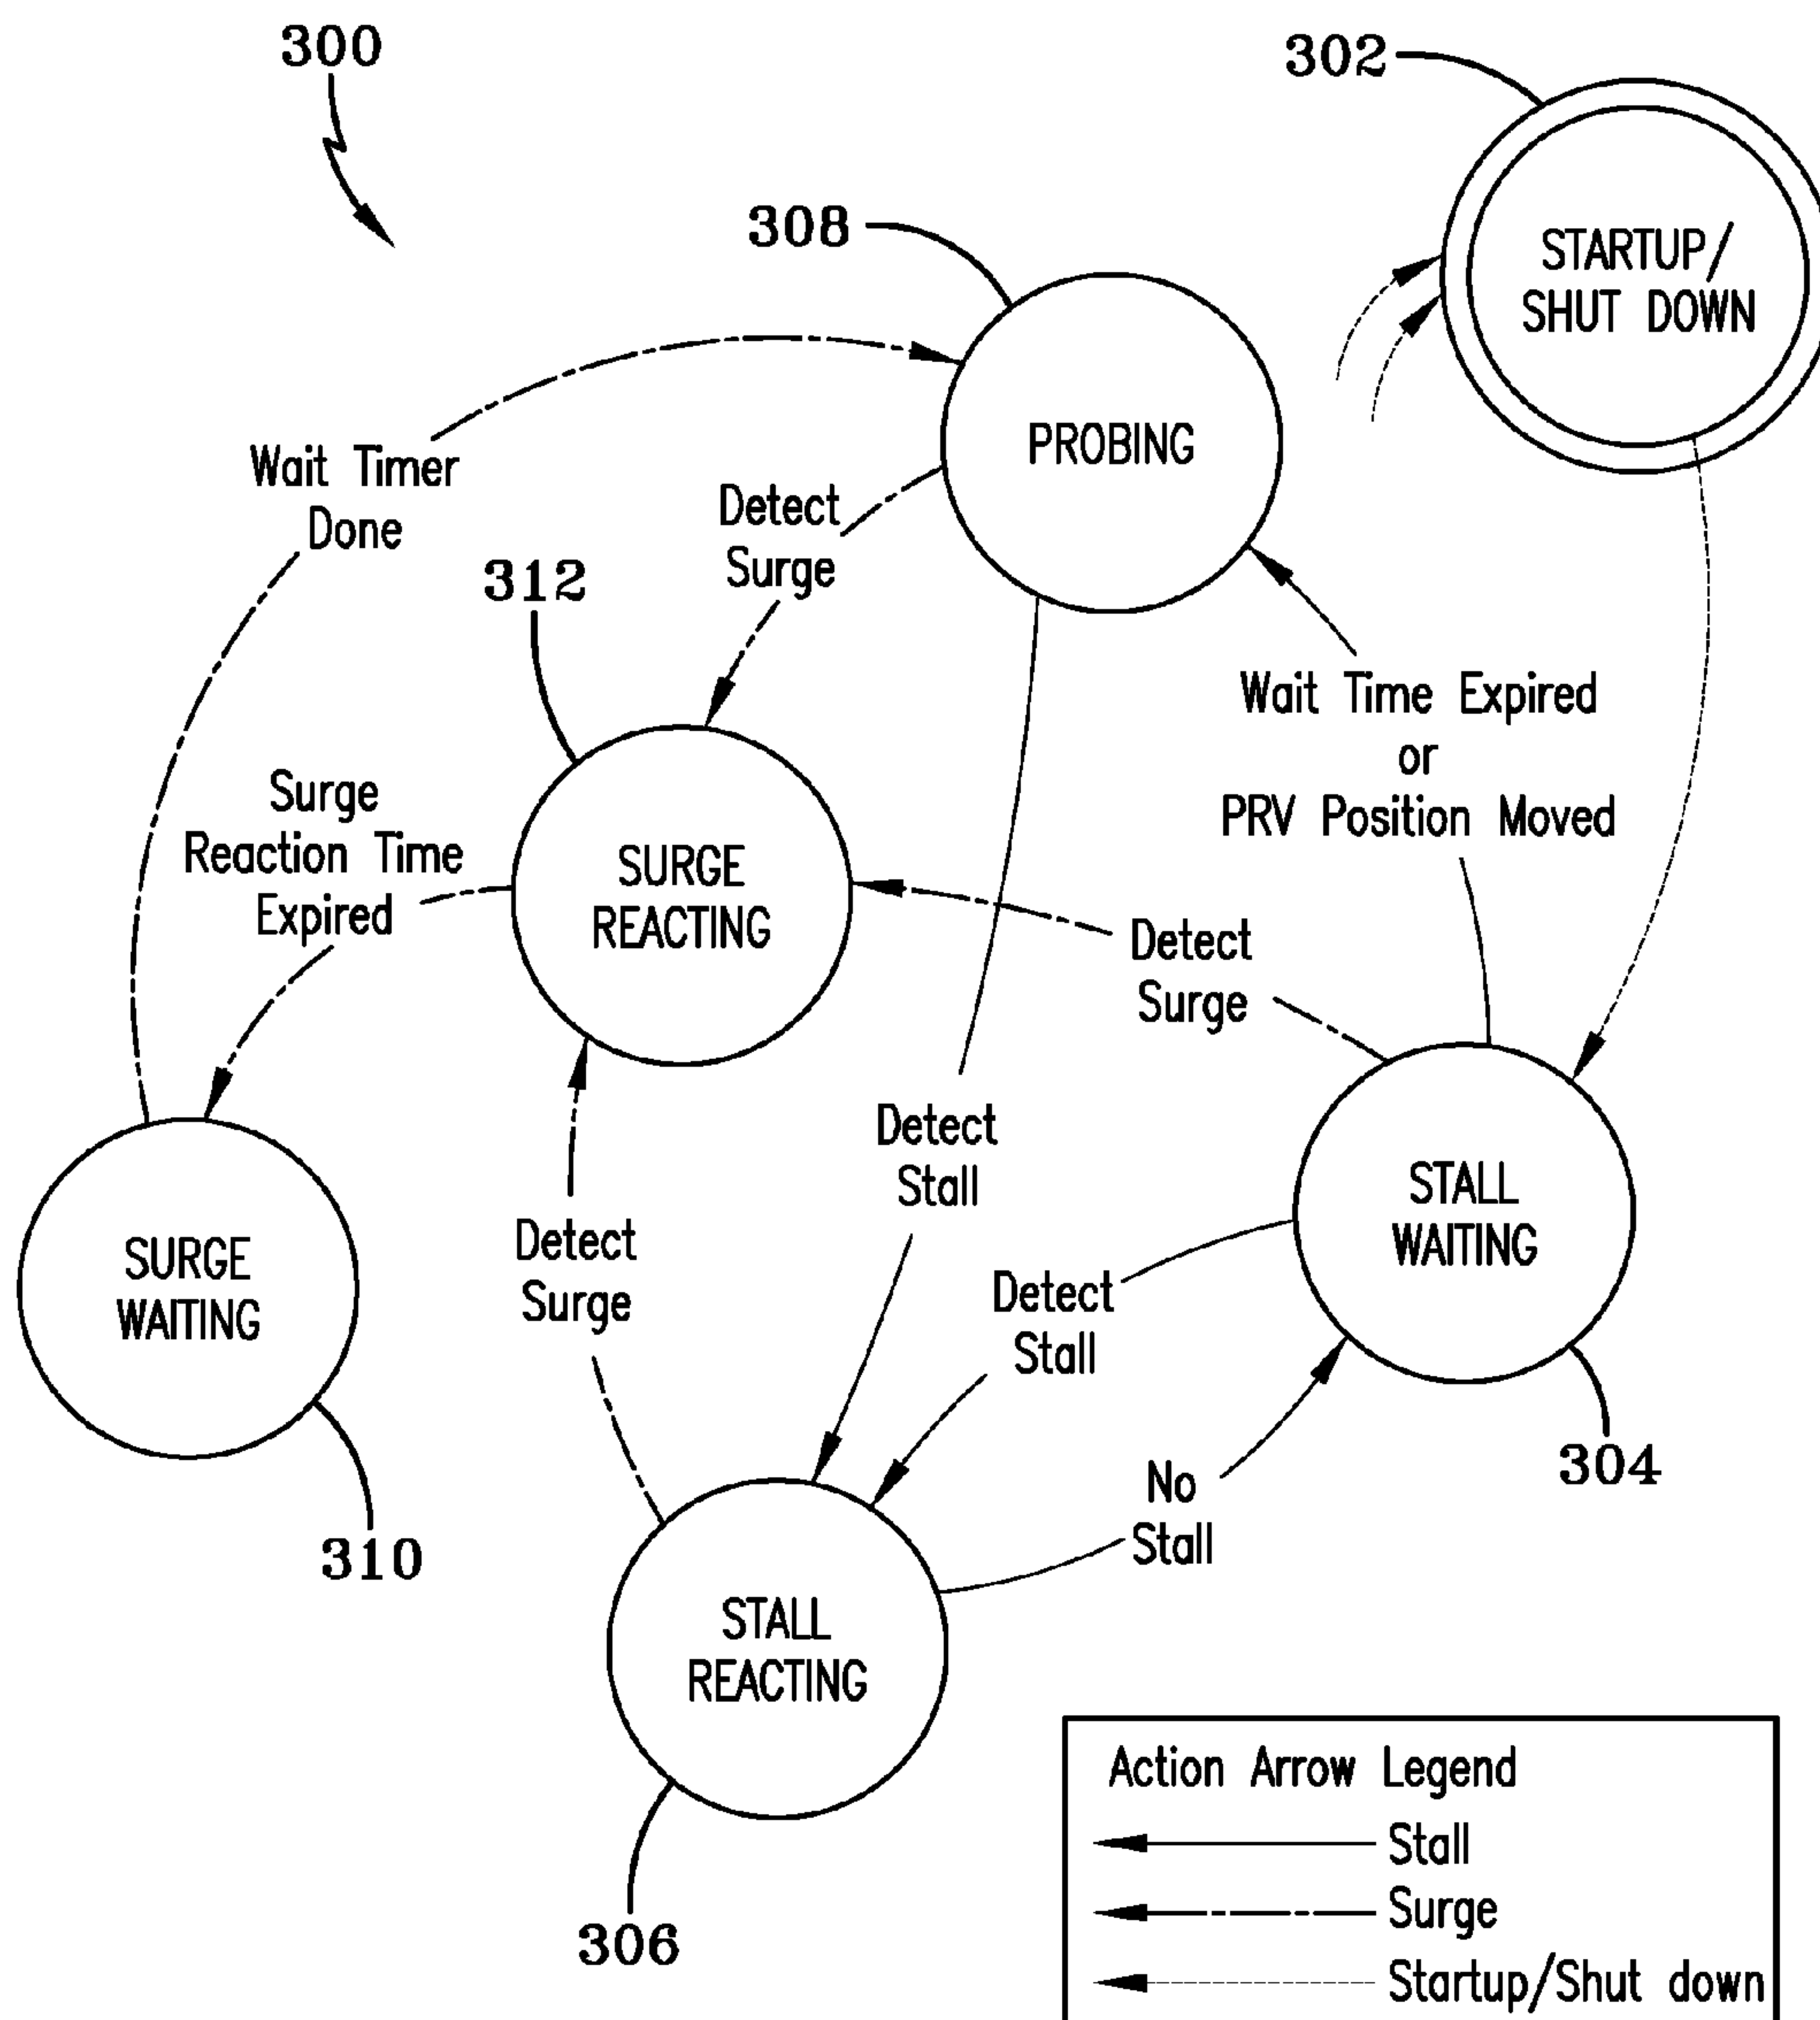 300
302
STARTUP/
SHUT DOWN
308
PROBING
Wait Timer
Done
Detect
Surge
312
Wait Time Expired
or
PRV Position Moved
Surge
Reaction Time
Expired
SURGE
REACTING
Detect
Surge
Detect
Stall
STALL
WAITING
SURGE
WAITING
Detect
Surge
Detect
Stall
304
No
Stall
310
STALL
REACTING
306
Action Arrow Legend
Stall
Surge
Startup/Shut down